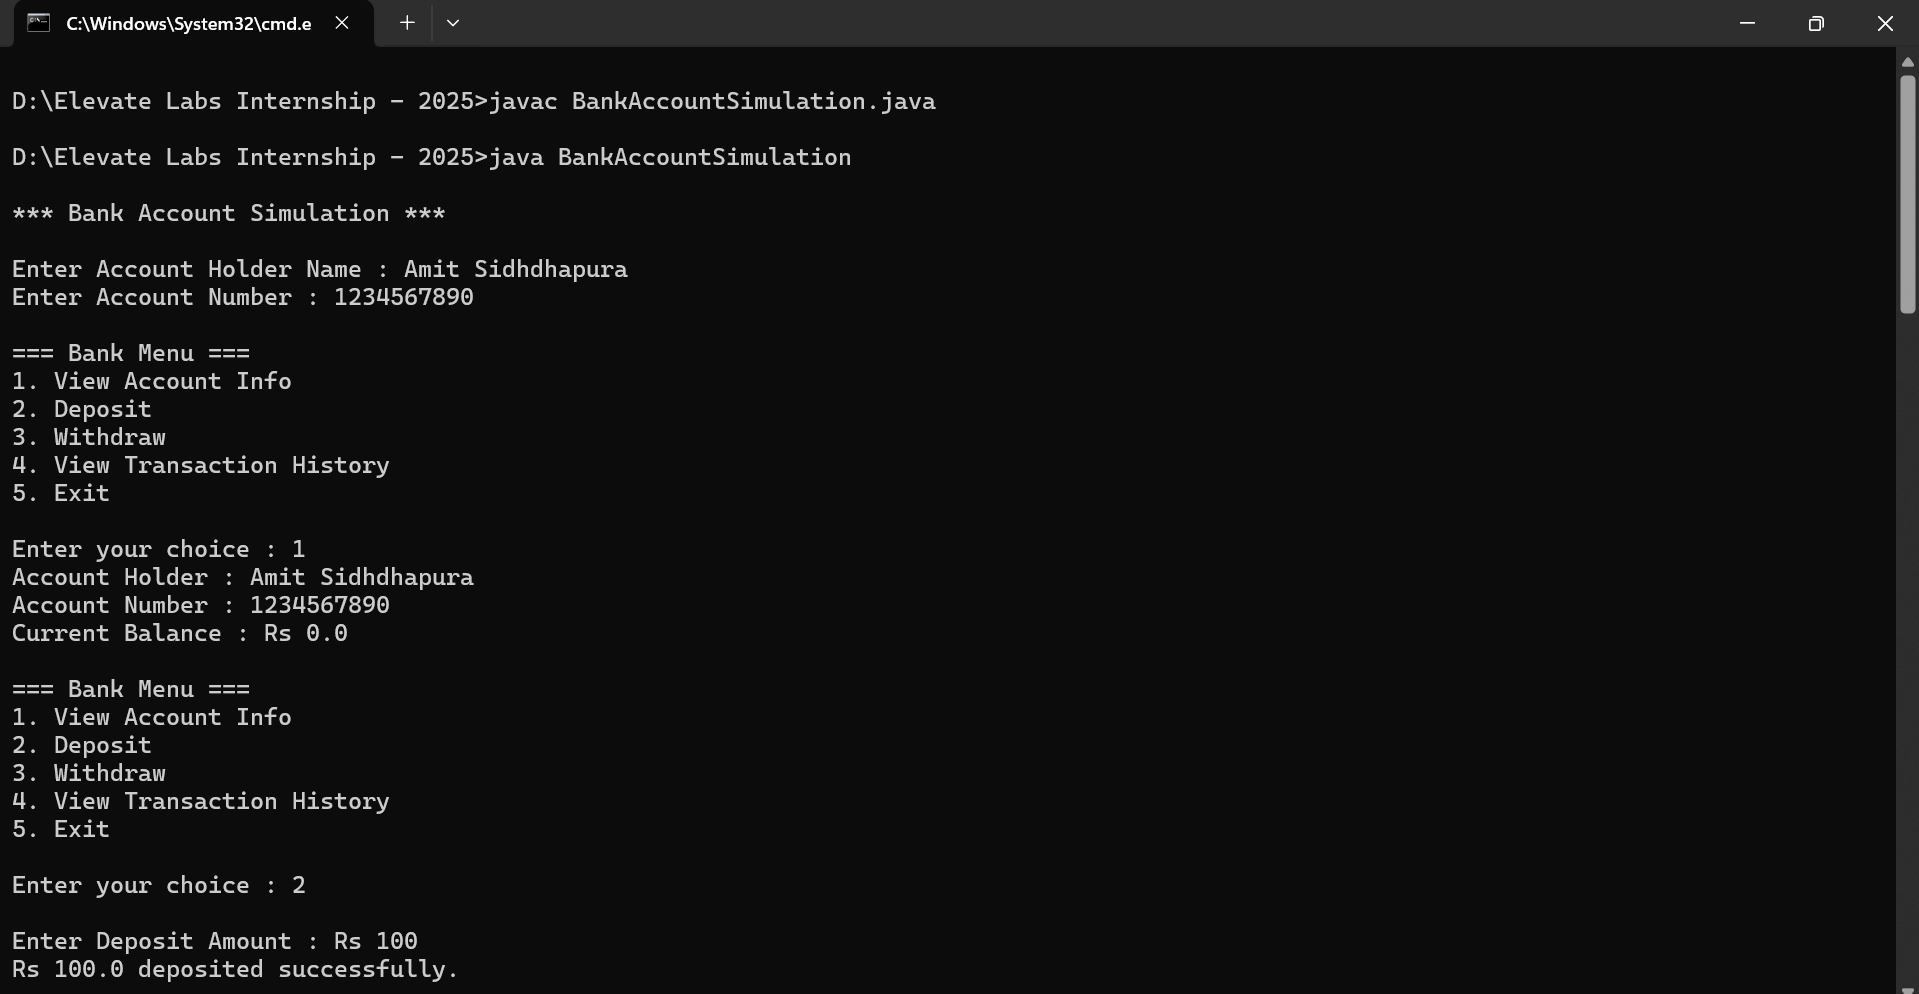 C:\Windows\System32\cmd.e
D:\Elevate Labs Internship - 2025>javac BankAccountSimulation.java
D:\Elevate Labs Internship - 2025>java BankAccountSimulation
*** Bank Account Simulation ***
Enter Account Holder Name : Amit Sidhdhapura
Enter Account Number : 1234567890
=== Bank Menu ===
1. View Account Info
2. Deposit
3. Withdraw
4. View Transaction History
5. Exit
Enter your choice : 1
Account Holder : Amit Sidhdhapura
Account Number : 1234567890
Current Balance : Rs 0.0
=== Bank Menu ===
1. View Account Info
2. Deposit
3. Withdraw
4. View Transaction History
5. Exit
Enter your choice : 2
Enter Deposit Amount : Rs 100
Rs 100.0 deposited successfully.